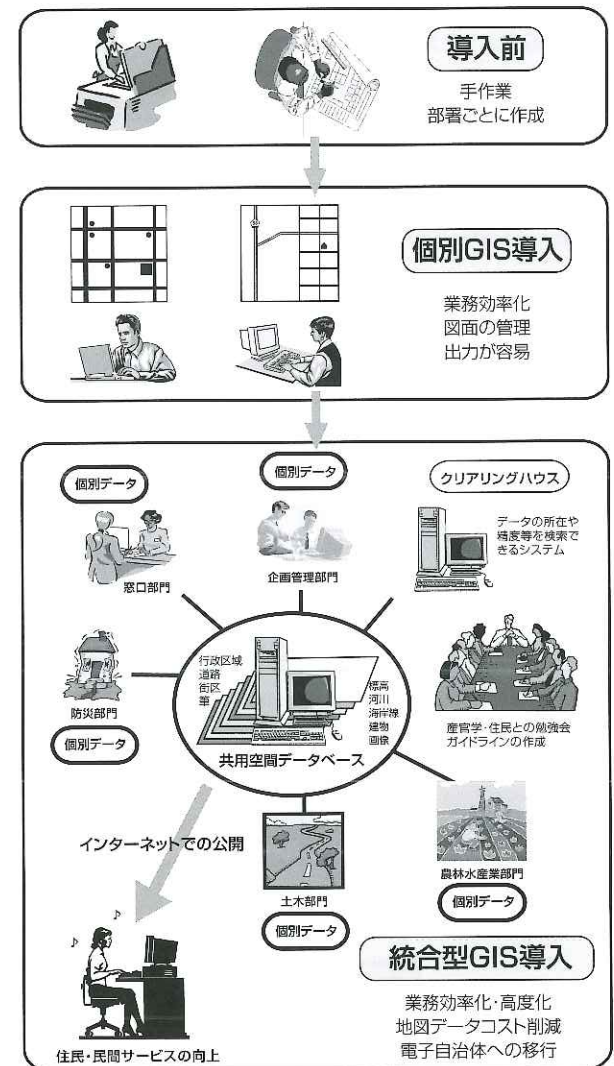 導入前
手作業
部署ごとに作成
個別GIS導入
業務効率化
図面の管理
出力が容易
個別データ
窓口部門
個別データ
企画管理部門
クリアリングハウス
データの所在や
精度等を検索で
きるシステム
防災部門
個別データ
行政区域
道路
街区
筆
標高
河川
海岸線
建物
画像
共用空間データベース
産官学・住民との勉強会
ガイドラインの作成
インターネットでの公開
土木部門
個別データ
農林水産業部門
個別データ
統合型GIS導入
業務効率化・高度化
地図データコスト削減
電子自治体への移行
住民・民間サービスの向上